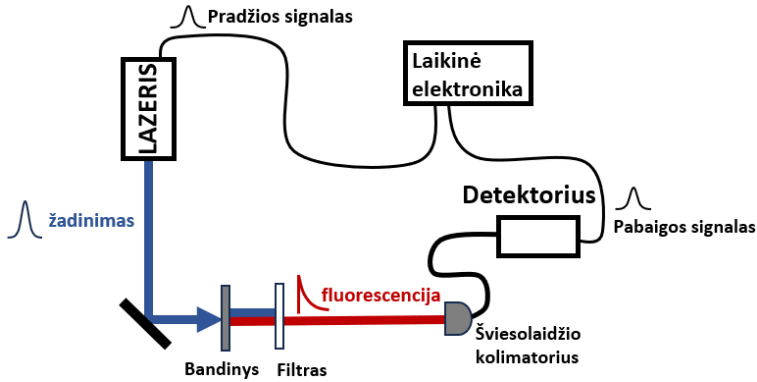 Pradžios signalas
LAZERIS
Laikinė
elektronika
Detektorius
žadinimas
Pabaigos signalas
fluorescencija
Šviesolaidžio
kolimatorius
Bandinys
Filtras